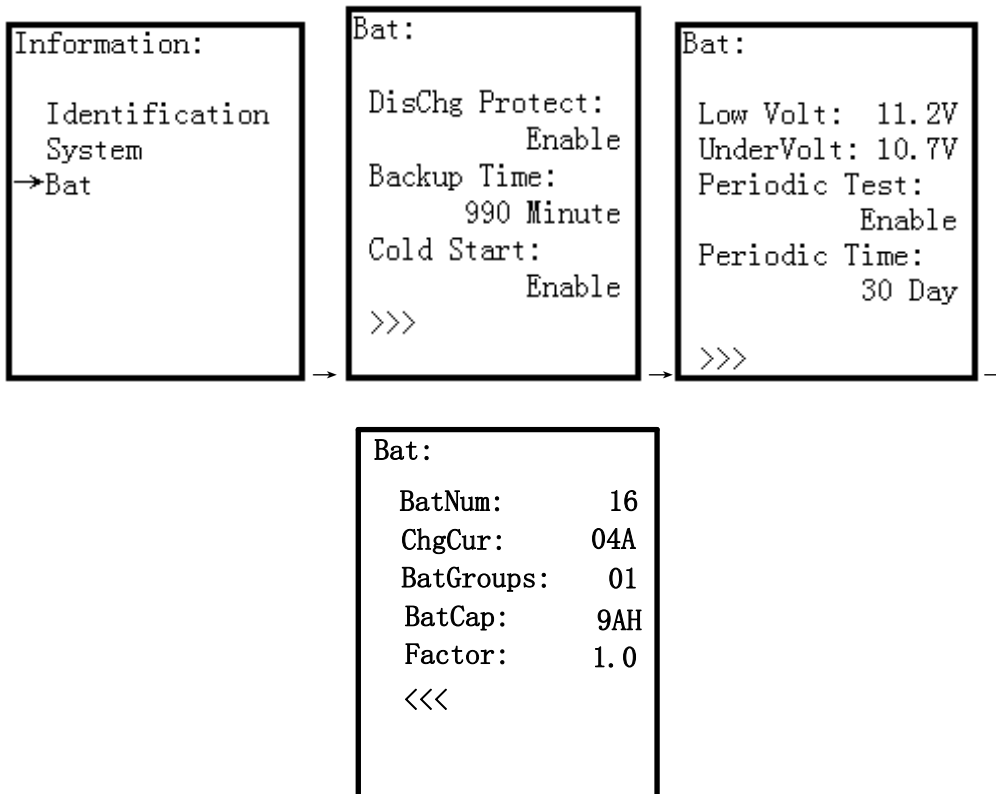 Information:
Identification
System
→Bat
→
Bat:
DisChg Protect:
Enable
Backup Time:
990 Minute
Cold Start:
Enable
>>>
→
Bat:
Low Volt: 11.2V
UnderVolt: 10.7V
Periodic Test:
Enable
Periodic Time:
30 Day
>>>
Bat:
BatNum: 16
ChgCur: 04A
BatGroups: 01
BatCap: 9AH
Factor: 1.0
<<<